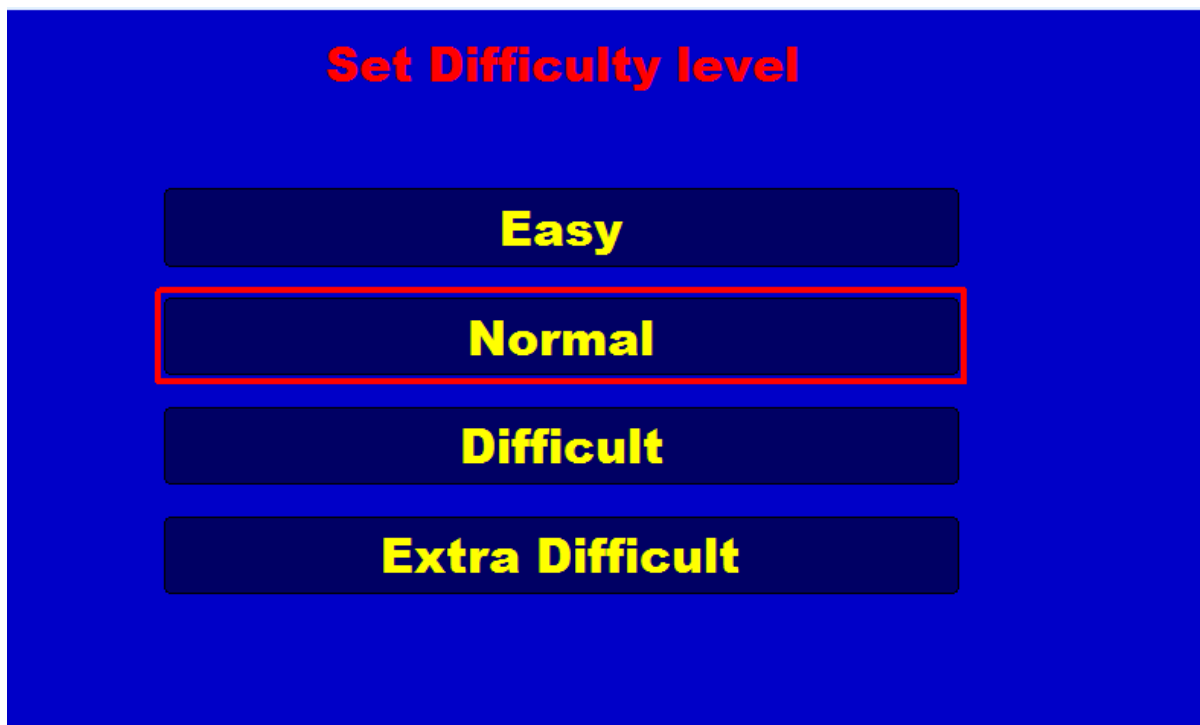 Set Difficulty level
Easy
Normal
Difficult
Extra Difficult